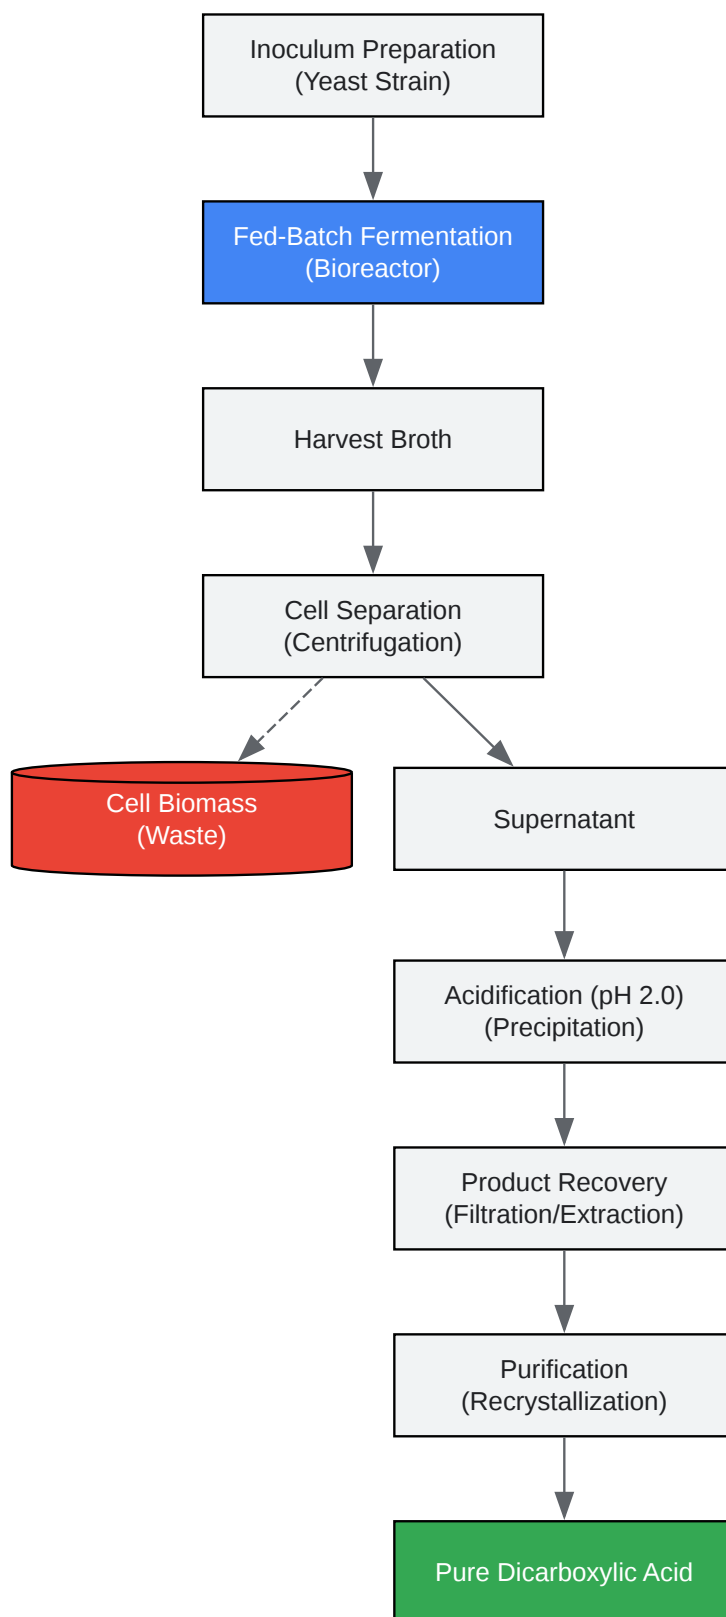 Inoculum Preparation
(Yeast Strain)
Fed-Batch Fermentation
(Bioreactor)
Harvest Broth
Cell Separation
(Centrifugation)
Cell Biomass
(Waste)
Supernatant
Acidification (pH 2.0)
(Precipitation)
Product Recovery
(Filtration/Extraction)
Purification
(Recrystallization)
Pure Dicarboxylic Acid